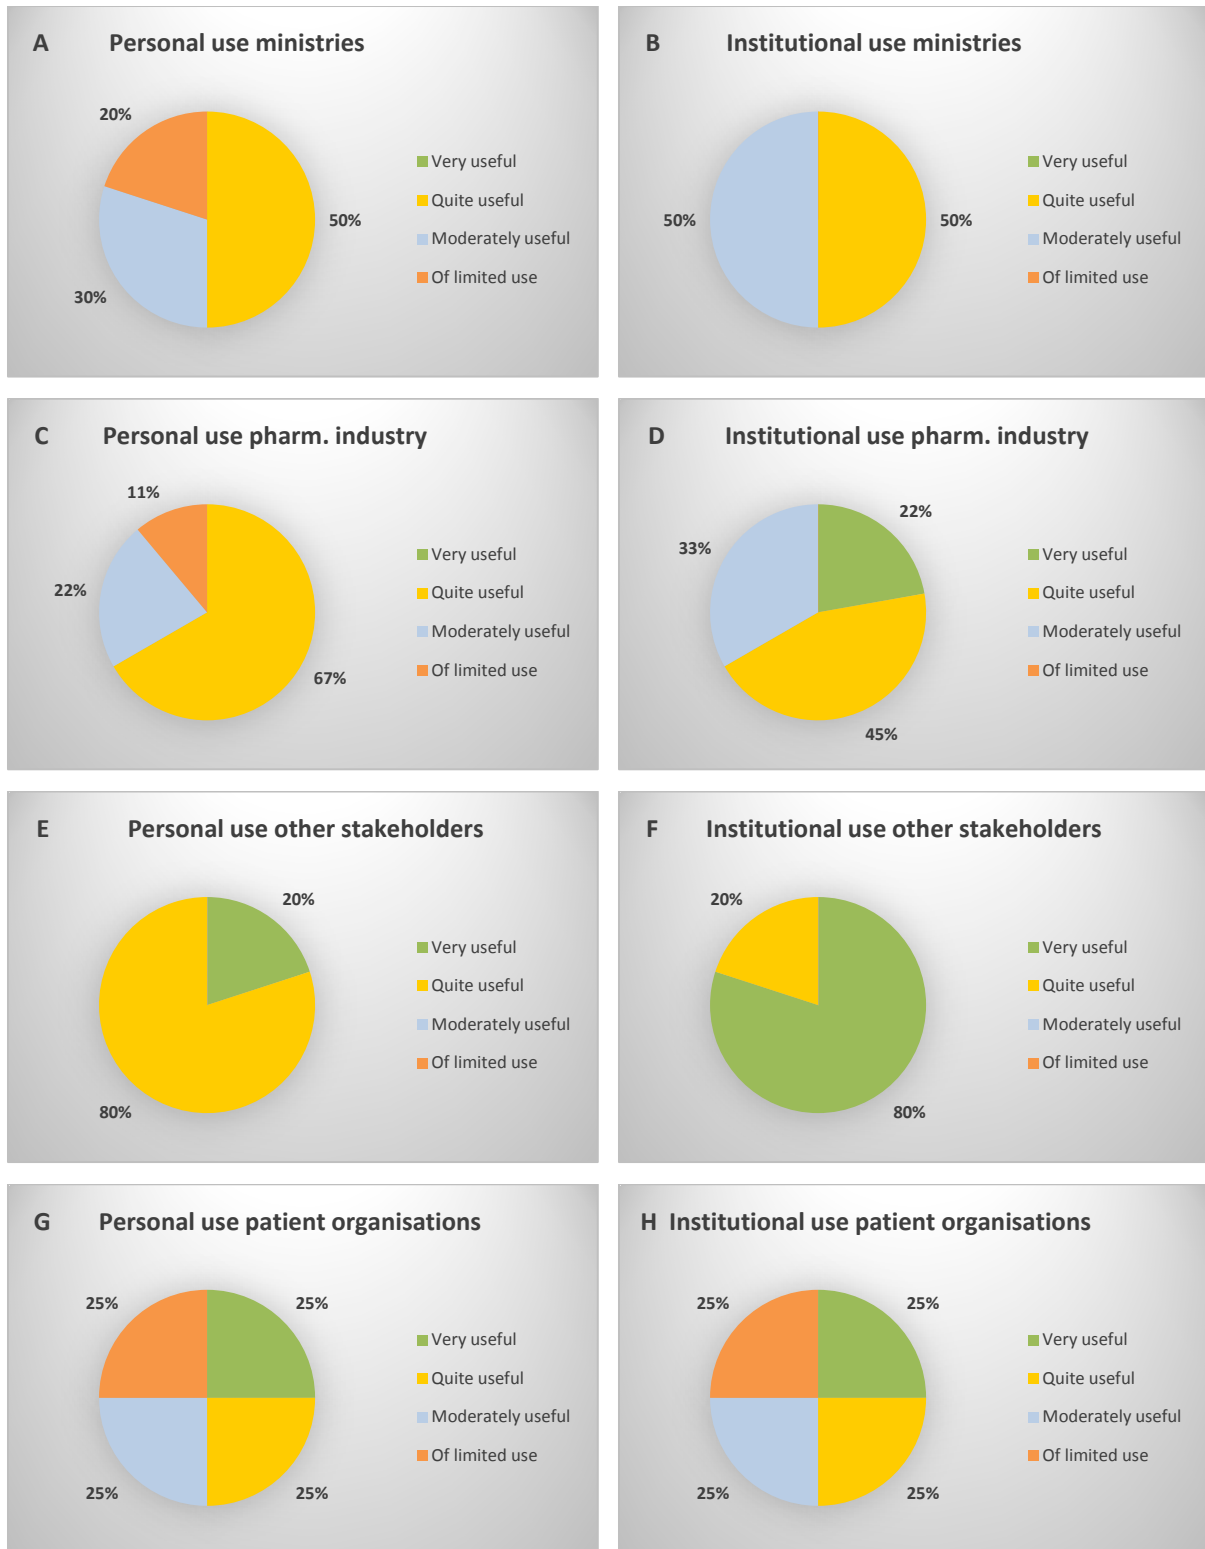 A Personal use ministries
20%
50%
30%
Very useful
Quite useful
Moderately useful
Of limited use
B Institutional use ministries
50%
50%
Very useful
Quite useful
Moderately useful
Of limited use
C Personal use pharm. industry
11%
22%
67%
Very useful
Quite useful
Moderately useful
Of limited use
D Institutional use pharm. industry
22%
33%
45%
Very useful
Quite useful
Moderately useful
Of limited use
E Personal use other stakeholders
20%
80%
Very useful
Quite useful
Moderately useful
Of limited use
F Institutional use other stakeholders
20%
80%
Very useful
Quite useful
Moderately useful
Of limited use
G Personal use patient organisations
25%
25%
25%
25%
Very useful
Quite useful
Moderately useful
Of limited use
H Institutional use patient organisations
25%
25%
25%
25%
Very useful
Quite useful
Moderately useful
Of limited use